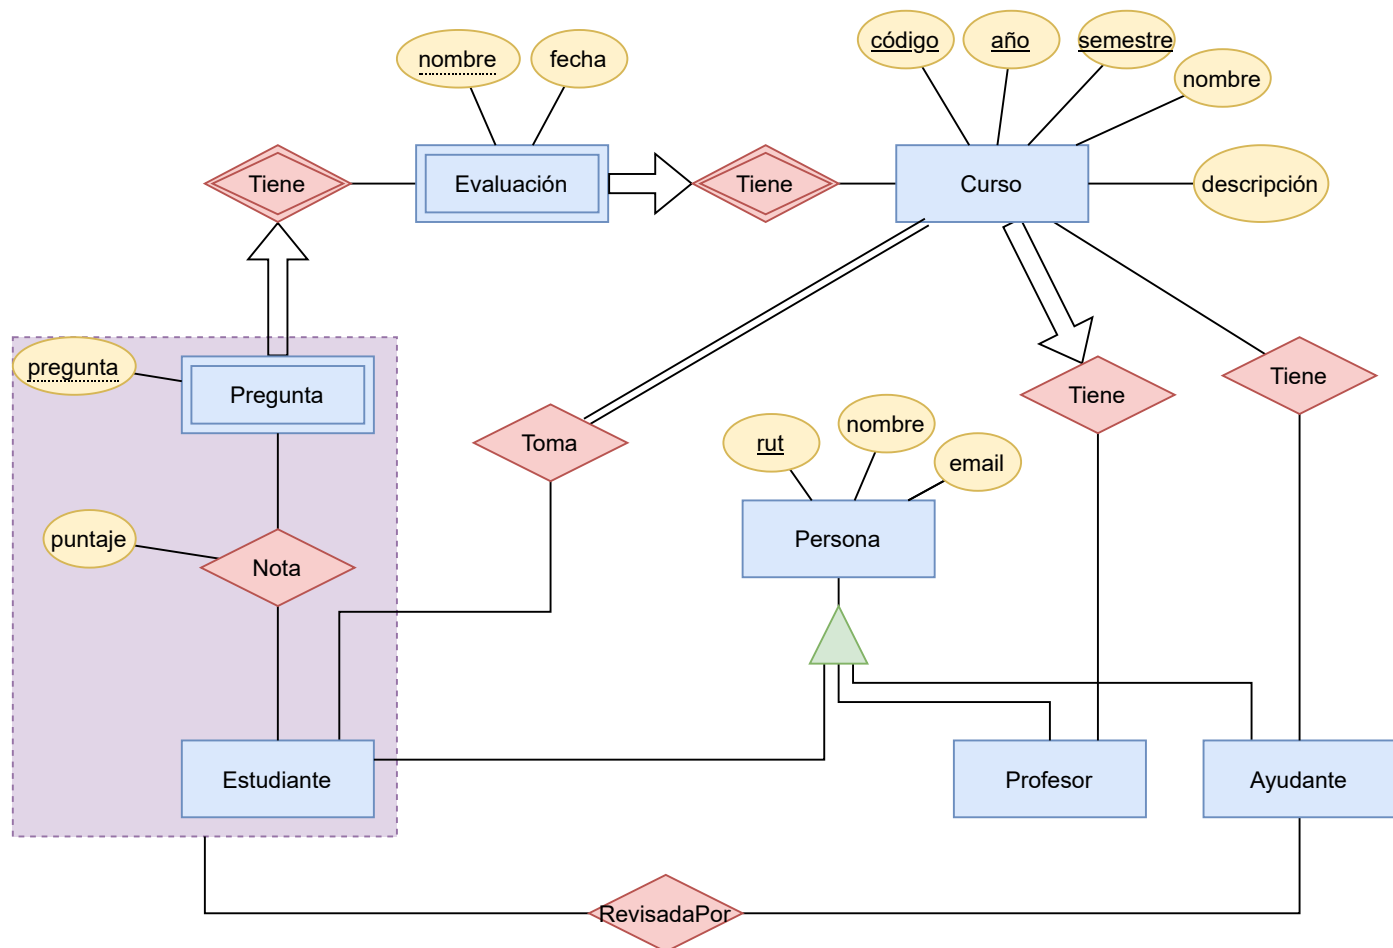 código
año
semestre
nombre
fecha
nombre
Tiene
Evaluación
Tiene
Curso
descripción
pregunta
Pregunta
Tiene
Tiene
nombre
rut
Toma
email
puntaje
Persona
Nota
Estudiante
Profesor
Ayudante
RevisadaPor